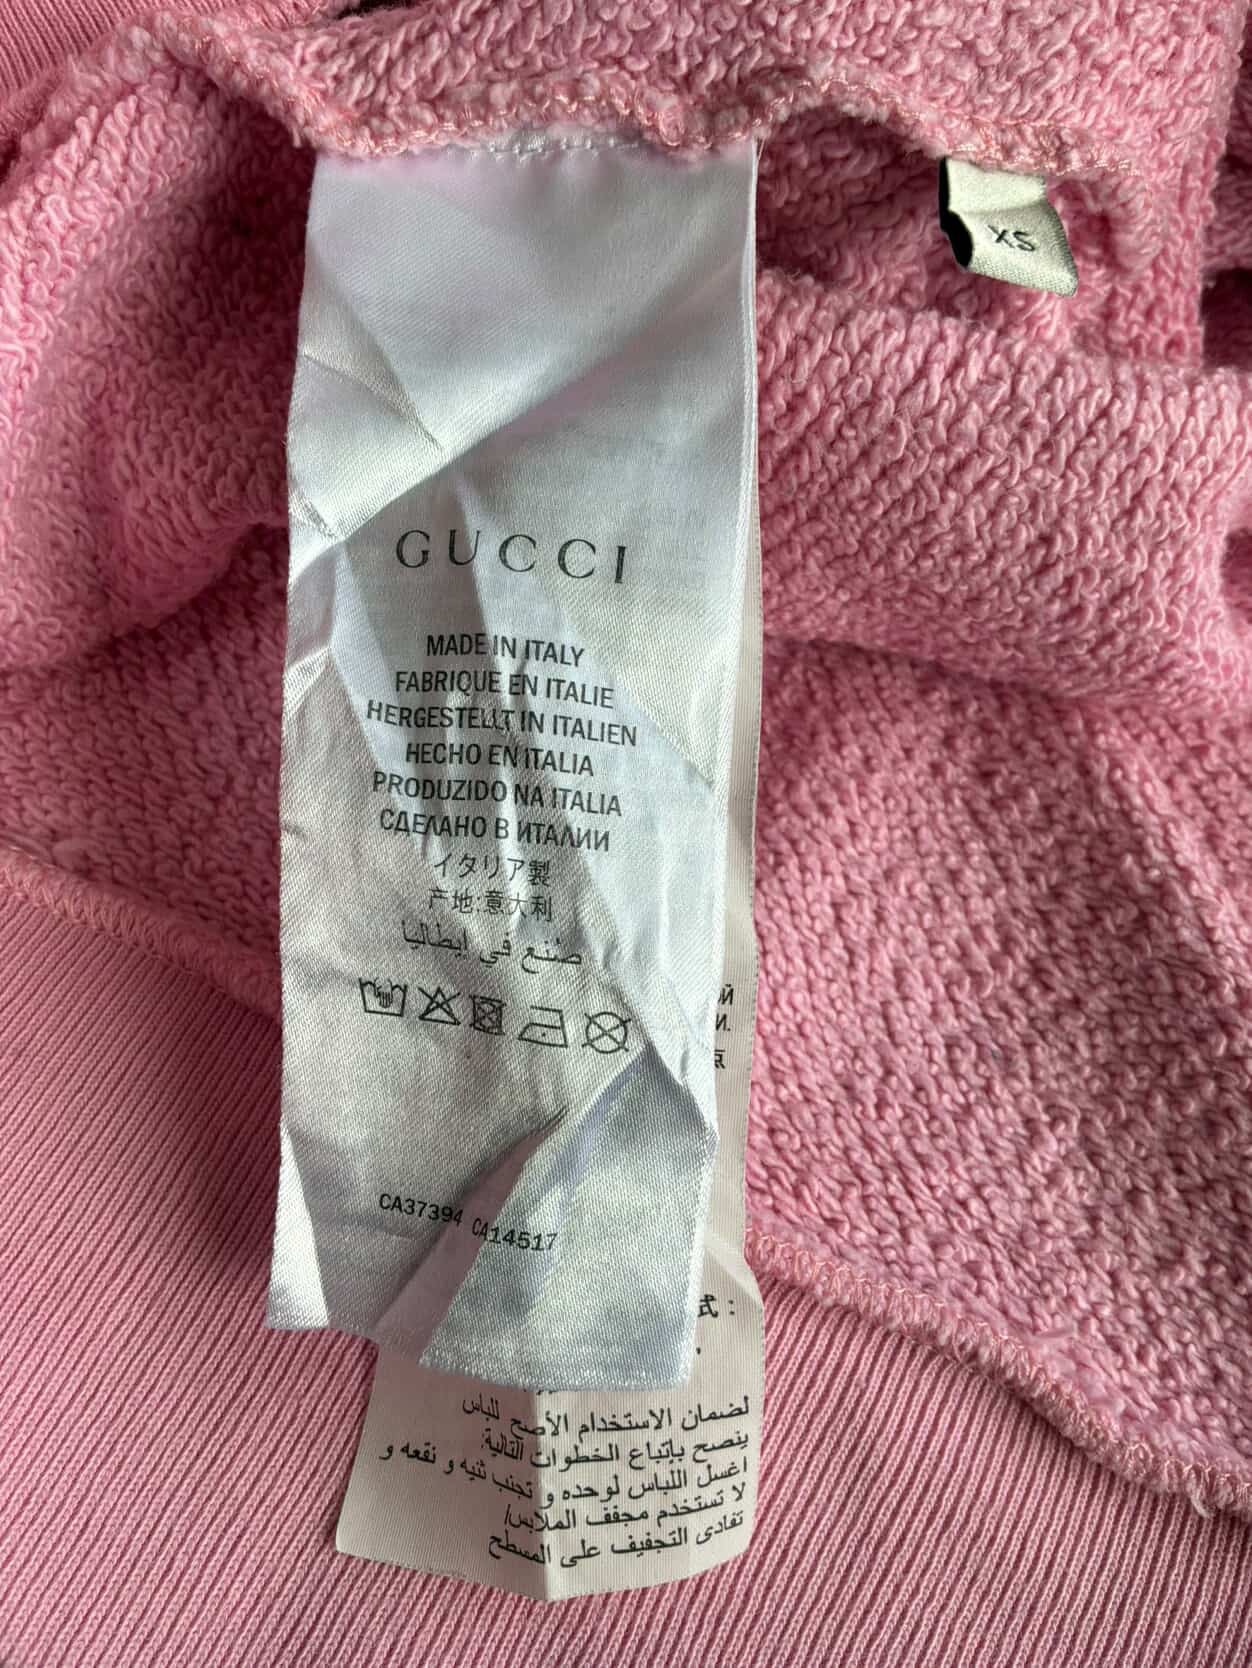 XS
GUCCI
MADE IN ITALY
FABRIQUE EN ITALIE
HERGESTELLT IN ITALIEN
HECHO EN ITALIA
PRODUZIDO NA ITALIA
СДЕЛАНО В ИТАЛИИ
イタリア製
产地:意大利
صنع في إيطاليا
CA37394 CA14517
式：
لضمان الاستخدام الأصح للباس
ينصح بإتباع الخطوات التالية:
اغسل اللباس لوحده و تجنب ثنيه و نقعه و
لا تستخدم مجفف الملابس/
تفادى التجفيف على المسطح